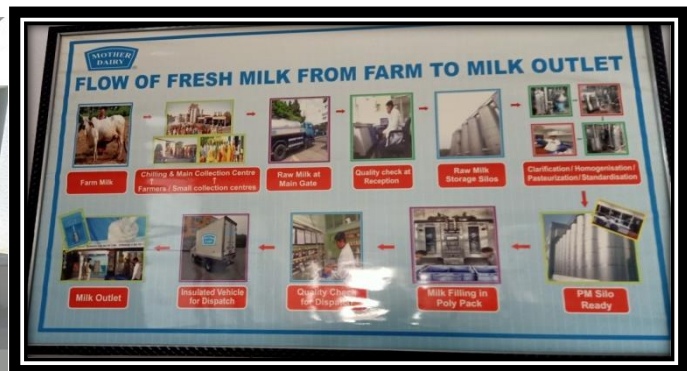 MOTHER
DAIRY
FLOW OF FRESH MILK FROM FARM TO MILK OUTLET
Farm Milk
Chilling & Main Collection Centre
↑ ↑
Farmers / Small collection centres
Raw Milk at
Main Gate
Quality check at
Reception
Raw Milk
Storage Silos
Clarification / Homogenisation /
Pasteurization / Standardisation
Milk Outlet
Insulated Vehicle
for Dispatch
Quality Check
for Dispatch
Milk Filling in
Poly Pack
PM Silo
Ready